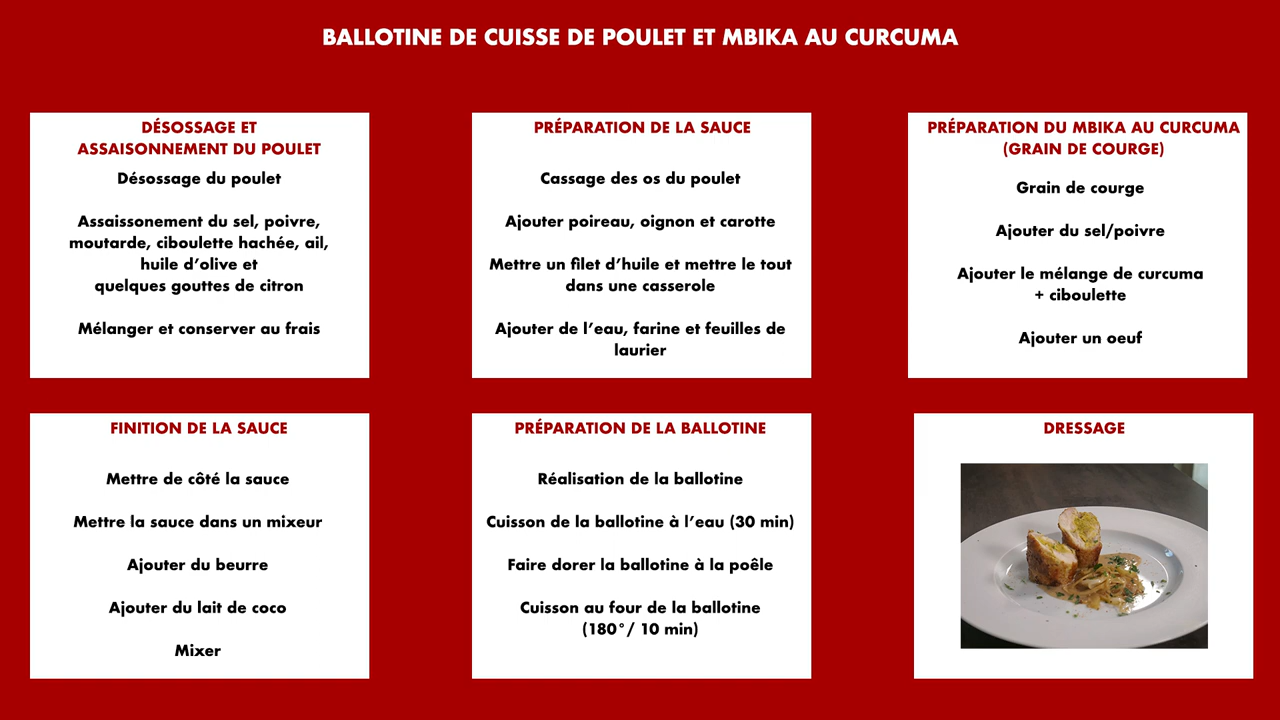 BALLOTINE DE CUISSE DE POULET ET MBIKA AU CURCUMA
DÉSOSSAGE ET
ASSAISONNEMENT DU POULET
Désossage du poulet
Assaissonement du sel, poivre,
moutarde, ciboulette hachée, ail,
huile d’olive et
quelques gouttes de citron
Mélanger et conserver au frais
PRÉPARATION DE LA SAUCE
Cassage des os du poulet
Ajouter poireau, oignon et carotte
Mettre un filet d’huile et mettre le tout
dans une casserole
Ajouter de l’eau, farine et feuilles de
laurier
PRÉPARATION DU MBIKA AU CURCUMA
(GRAIN DE COURGE)
Grain de courge
Ajouter du sel/poivre
Ajouter le mélange de curcuma
+ ciboulette
Ajouter un oeuf
FINITION DE LA SAUCE
Mettre de côté la sauce
Mettre la sauce dans un mixeur
Ajouter du beurre
Ajouter du lait de coco
Mixer
PRÉPARATION DE LA BALLOTINE
Réalisation de la ballotine
Cuisson de la ballotine à l’eau (30 min)
Faire dorer la ballotine à la poêle
Cuisson au four de la ballotine
(180°/ 10 min)
DRESSAGE